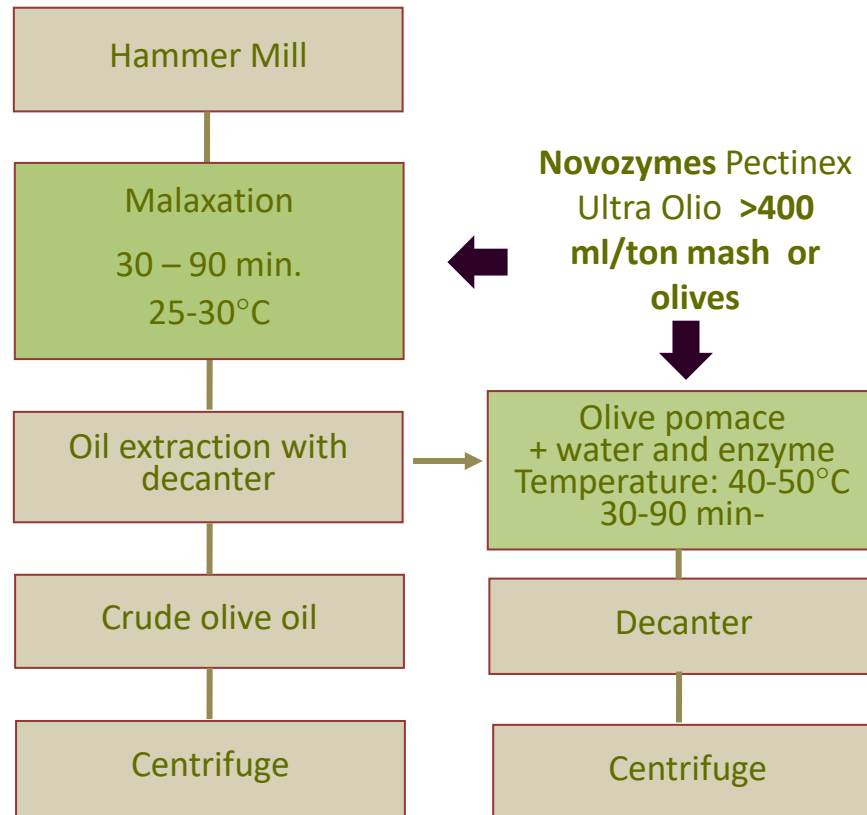 Hammer Mill
Malaxation
30 – 90 min.
25-30°C
Novozymes Pectinex
Ultra Olio >400
ml/ton mash or
olives
Oil extraction with
decanter
Olive pomace
+ water and enzyme
Temperature: 40-50°C
30-90 min-
Crude olive oil
Decanter
Centrifuge
Centrifuge